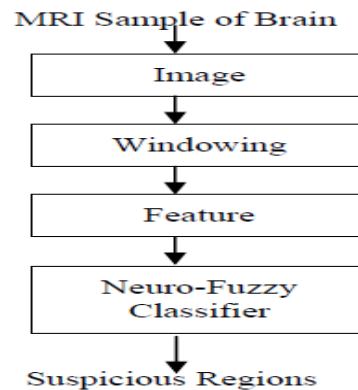 MRI Sample of Brain
Image
Windowing
Feature
Neuro-Fuzzy
Classifier
Suspicious Regions